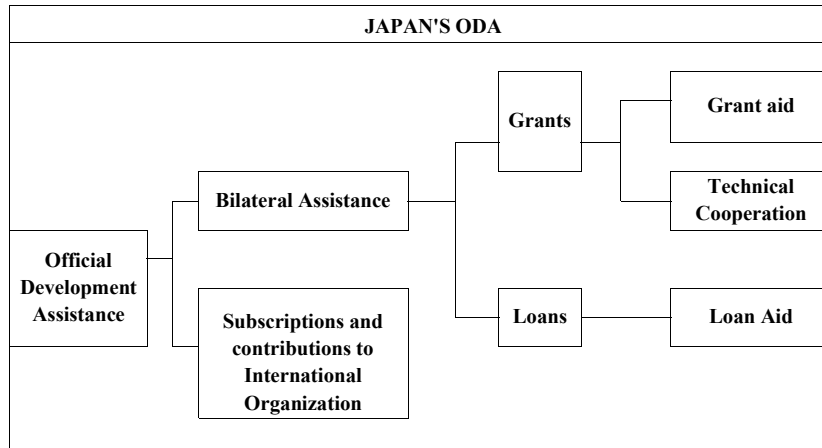 JAPAN'S ODA
Official
Development
Assistance
Bilateral Assistance
Subscriptions and
contributions to
International
Organization
Grants
Loans
Grant aid
Technical
Cooperation
Loan Aid